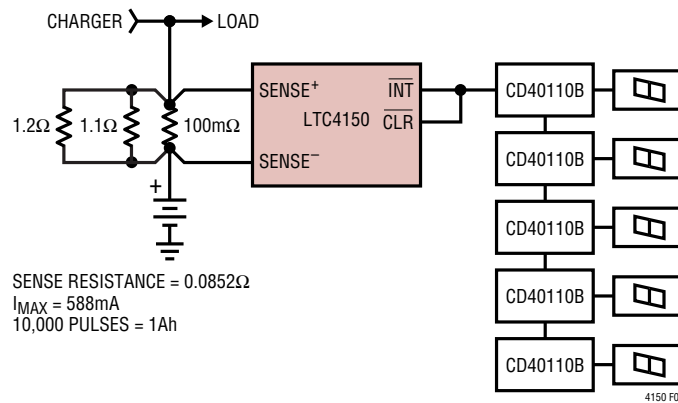 CHARGER
LOAD
SENSE+
INT
1.2Ω
1.1Ω
100mΩ
LTC4150
CLR
SENSE−
+
CD40110B
CD40110B
CD40110B
CD40110B
CD40110B
SENSE RESISTANCE = 0.0852Ω
IMAX = 588mA
10,000 PULSES = 1Ah
4150 F0